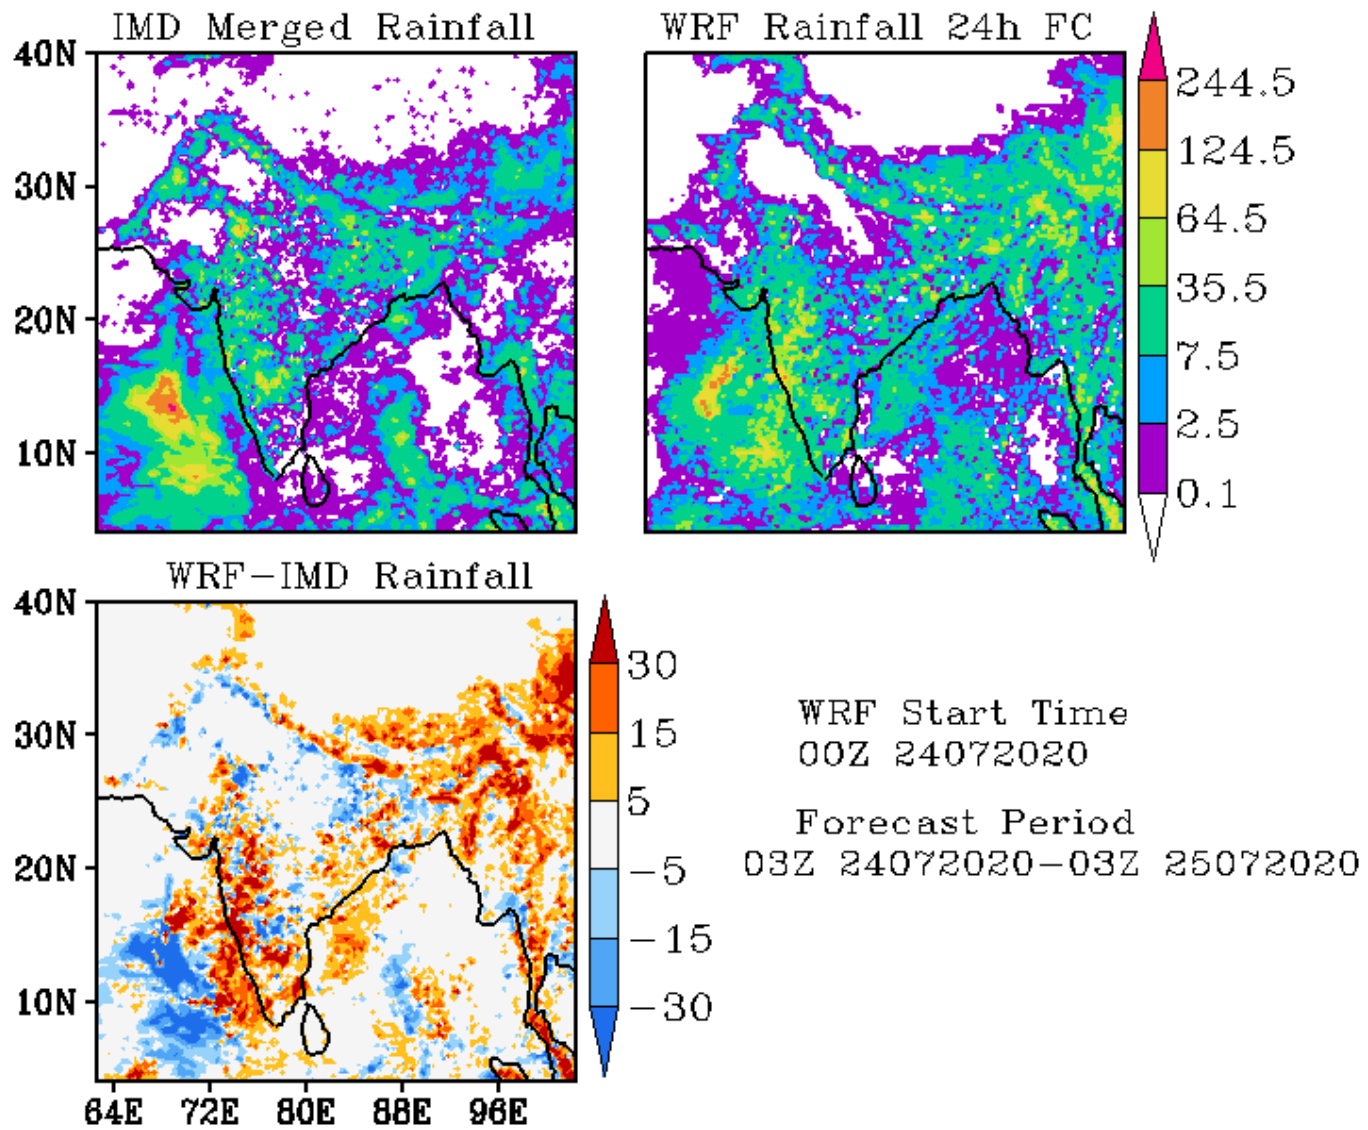 IMD Merged Rainfall
WRF Rainfall 24h FC
40N
30N
20N
10N
244.5
124.5
64.5
35.5
7.5
2.5
0.1
WRF-IMD Rainfall
40N
30N
20N
10N
64E 72E 80E 88E 96E
30
15
5
-5
-15
-30
WRF Start Time
00Z 24072020
Forecast Period
03Z 24072020-03Z 25072020